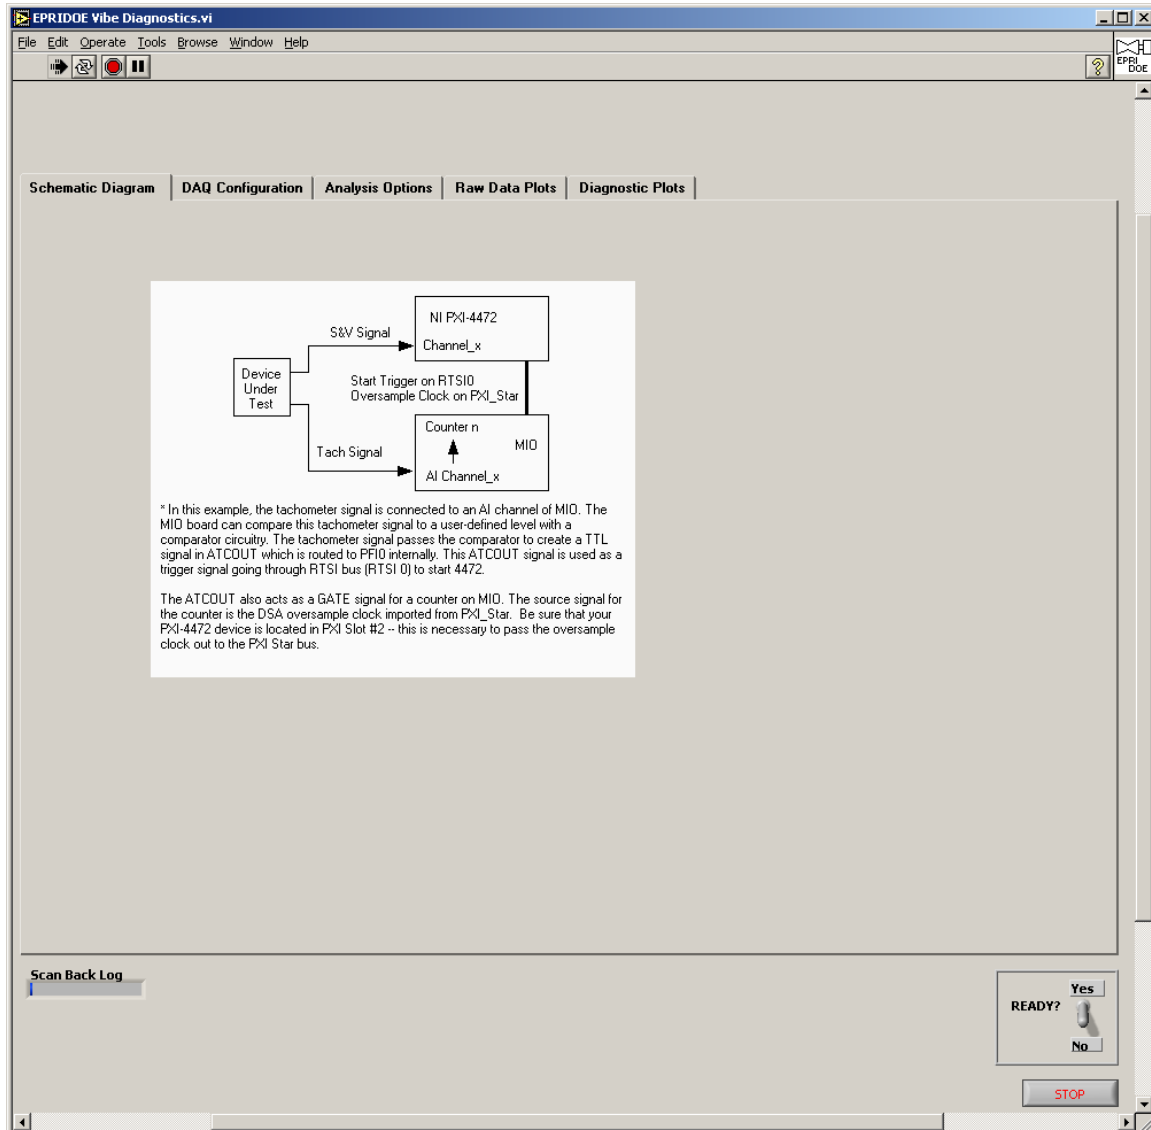 EPRIDOE Vibe Diagnostics.vi
File Edit Operate Tools Browse Window Help
EPRI
DOE
Schematic Diagram DAQ Configuration Analysis Options Raw Data Plots Diagnostic Plots
NI PXI-4472
S&V Signal
Channel_x
Device
Under
Test
Start Trigger on RTSI0
Oversample Clock on PXI_Star
Counter n
MIO
Tach Signal
AI Channel_x
* In this example, the tachometer signal is connected to an AI channel of MIO. The
MIO board can compare this tachometer signal to a user-defined level with a
comparator circuitry. The tachometer signal passes the comparator to create a TTL
signal in ATCOUT which is routed to PFI0 internally. This ATCOUT signal is used as a
trigger signal going through RTSI bus (RTSI 0) to start 4472.
The ATCOUT also acts as a GATE signal for a counter on MIO. The source signal for
the counter is the DSA oversample clock imported from PXI_Star. Be sure that your
PXI-4472 device is located in PXI Slot #2 -- this is necessary to pass the oversample
clock out to the PXI Star bus.
Scan Back Log
Yes
READY?
No
STOP